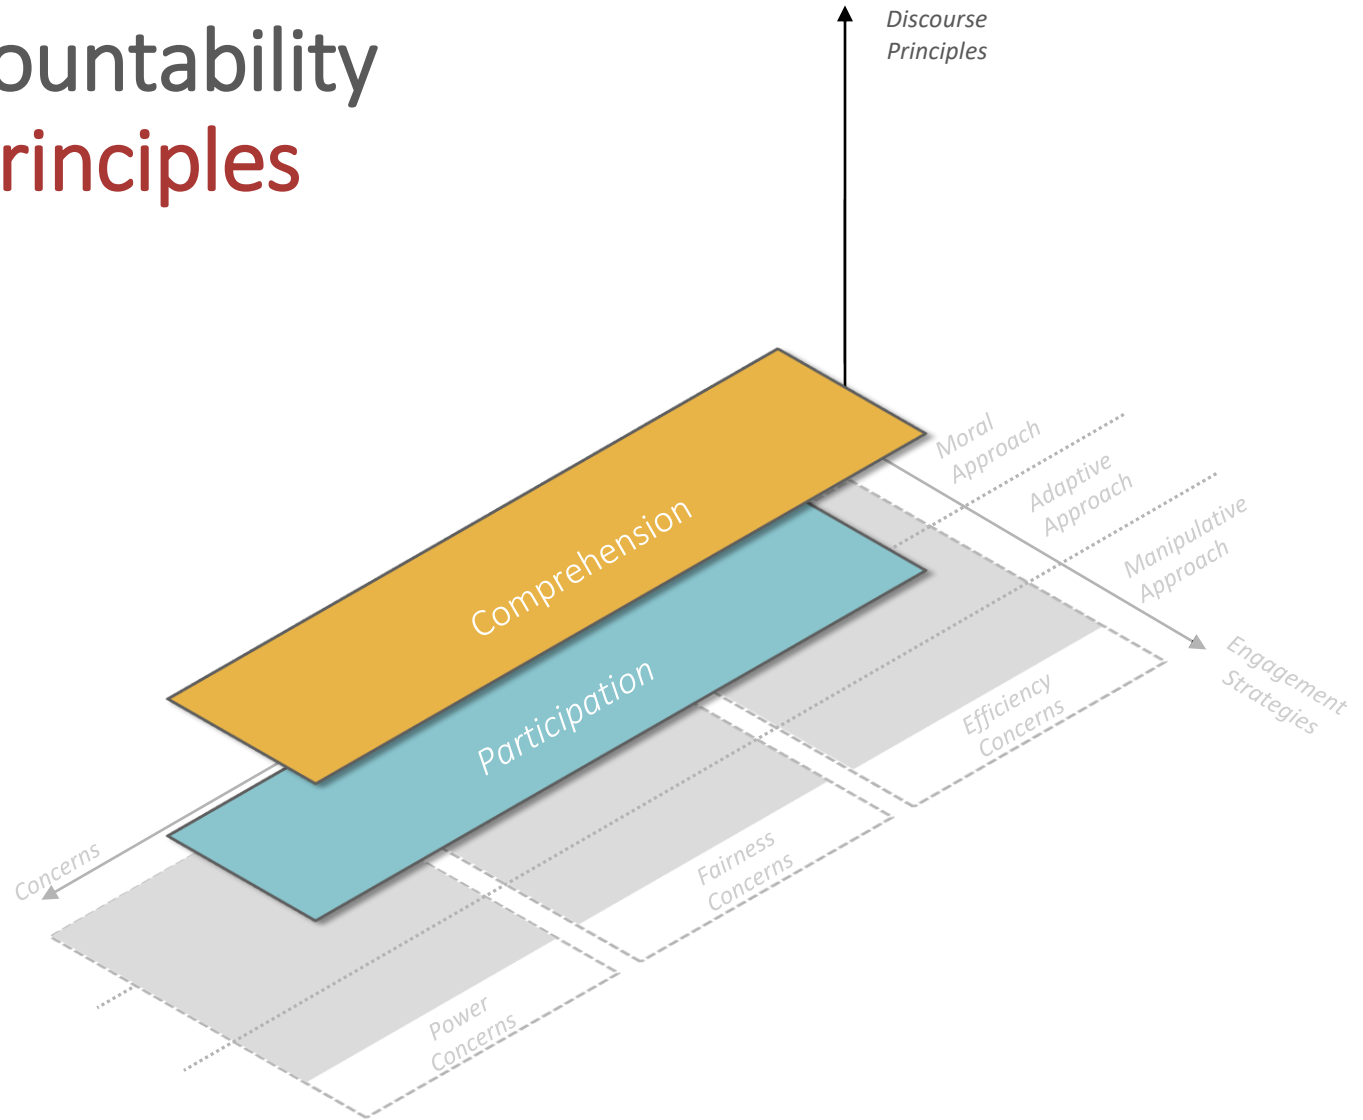 ountability
rinciples
Discourse
Principles
Comprehension
Participation
Moral
Approach
Adaptive
Approach
Manipulative
Approach
Engagement
Strategies
Efficiency
Concerns
Fairness
Concerns
Power
Concerns
Concerns